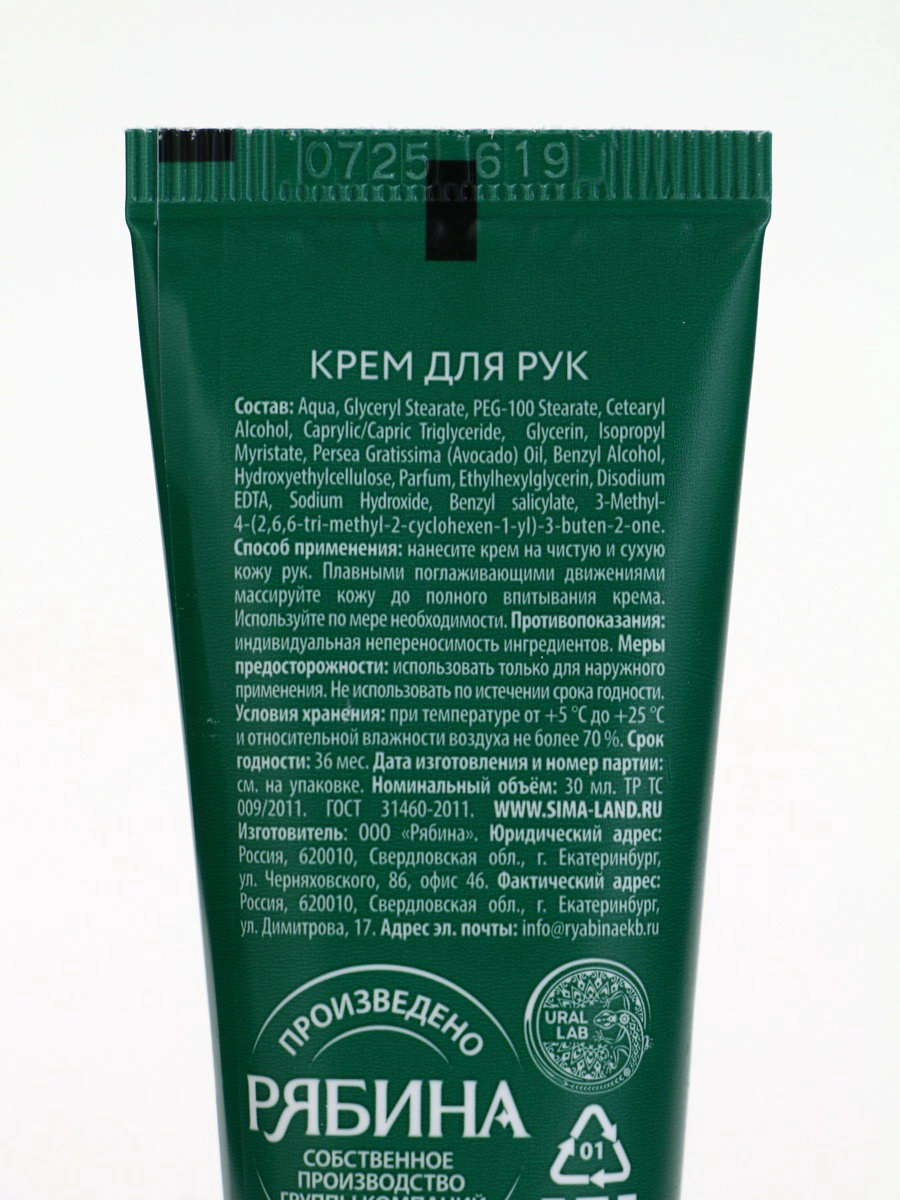 0725 619
КРЕМ ДЛЯ РУК
Состав: Aqua, Glyceryl Stearate, PEG-100 Stearate, Cetearyl
Alcohol, Caprylic/Capric Triglyceride, Glycerin, Isopropyl
Myristate, Persea Gratissima (Avocado) Oil, Benzyl Alcohol,
Hydroxyethylcellulose, Parfum, Ethylhexylglycerin, Disodium
EDTA, Sodium Hydroxide, Benzyl salicylate, 3-Methyl-
4-(2,6,6-tri-methyl-2-cyclohexen-1-yl)-3-buten-2-one.
Способ применения: нанесите крем на чистую и сухую
кожу рук. Плавными поглаживающими движениями
массируйте кожу до полного впитывания крема.
Используйте по мере необходимости. Противопоказания:
индивидуальная непереносимость ингредиентов. Меры
предосторожности: использовать только для наружного
применения. Не использовать по истечении срока годности.
Условия хранения: при температуре от +5 °С до +25 °С
и относительной влажности воздуха не более 70 %. Срок
годности: 36 мес. Дата изготовления и номер партии:
см. на упаковке. Номинальный объём: 30 мл. ТР ТС
009/2011. ГОСТ 31460-2011. WWW.SIMA-LAND.RU
Изготовитель: ООО «Рябина». Юридический адрес:
Россия, 620010, Свердловская обл., г. Екатеринбург,
ул. Черняховского, 86, офис 46. Фактический адрес:
Россия, 620010, Свердловская обл., г. Екатеринбург,
ул. Димитрова, 17. Адрес эл. почты: info@ryabinaekb.ru
ПРОИЗВЕДЕНО
РЯБИНА
СОБСТВЕННОЕ
ПРОИЗВОДСТВО
ГРУППЫ КОМПАНИЙ
URAL
LAB
01